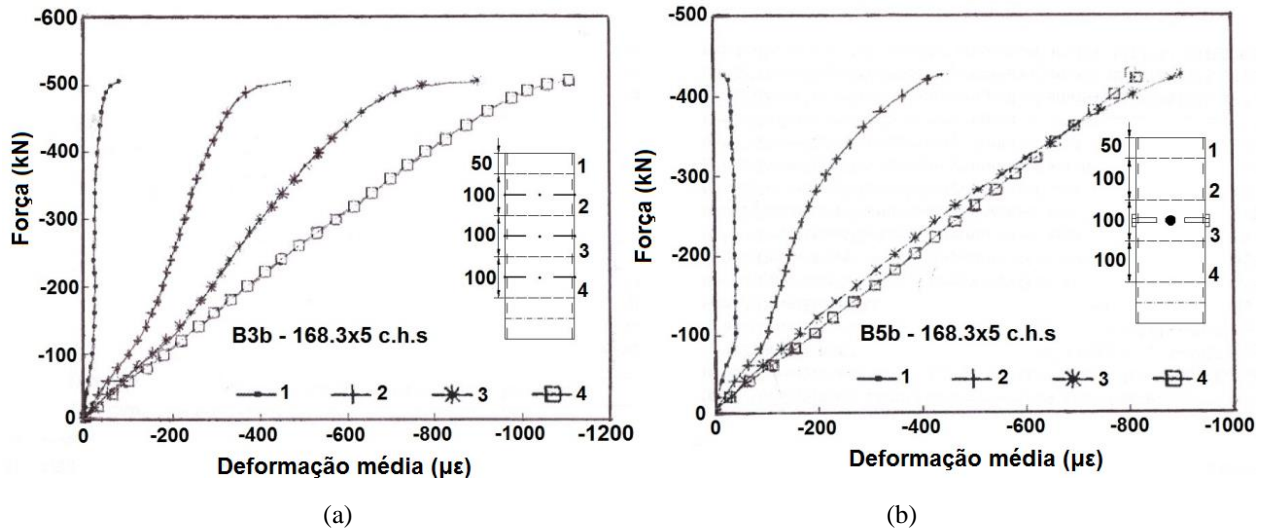 -600
-500
-400
-300
-200
-100
0
Força (kN)
0 -200 -400 -600 -800 -1000 -1200
Deformação média (με)
B3b - 168.3x5 c.h.s
1 2 3 4
50
100
100
100
1
2
3
4
(a)
-500
-400
-300
-200
-100
0
Força (kN)
0 -200 -400 -600 -800 -1000
Deformação média (με)
B5b - 168.3x5 c.h.s
1 2 3 4
50
100
100
100
1
2
3
4
(b)